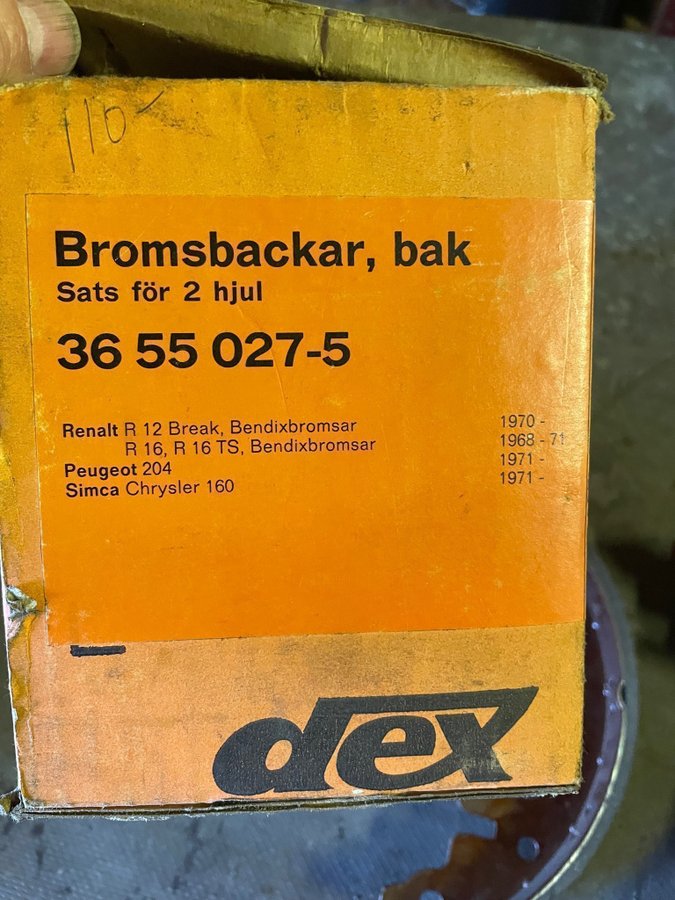 110-
Bromsbackar, bak
Sats för 2 hjul
36 55 027-5
Renalt R 12 Break, Bendixbromsar 1970 -
R 16, R 16 TS, Bendixbromsar 1968 - 71
Peugeot 204 1971 -
Simca Chrysler 160 1971 -
dex